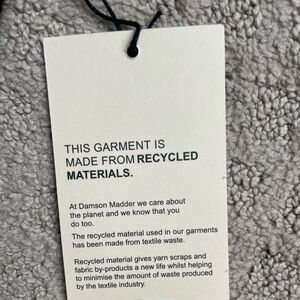 THIS GARMENT IS
MADE FROM RECYCLED
MATERIALS.
At Damson Madder we care about
the planet and we know that you
do too.
The recycled material used in our garments
has been made from textile waste.
Recycled material gives yarn scraps and
fabric by-products a new life whilst helping
to minimise the amount of waste produced
by the textile industry.